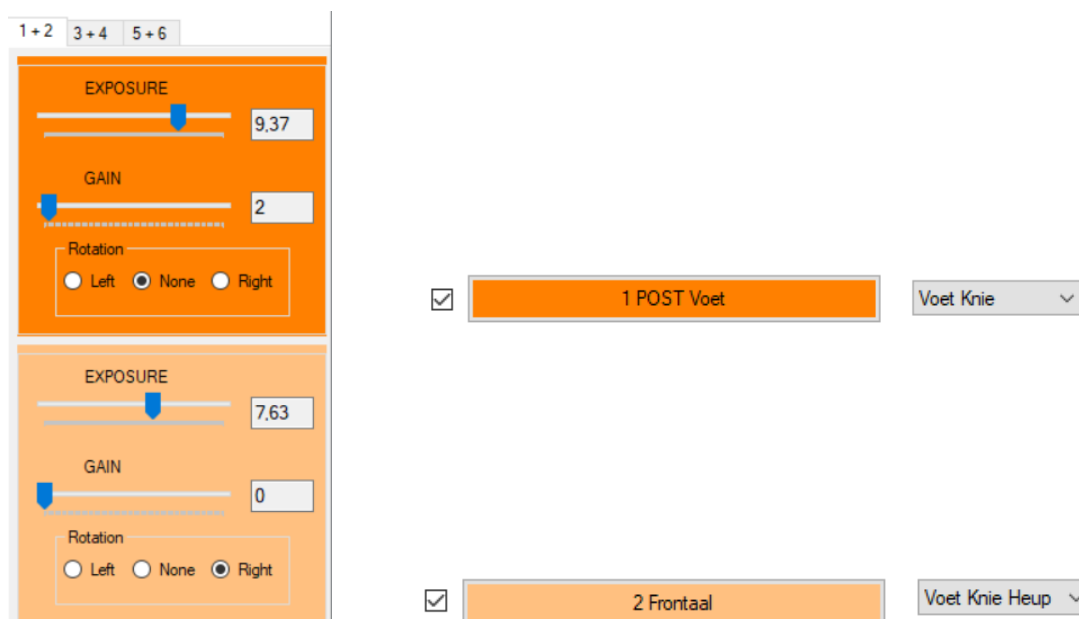 1 + 2 3 + 4 5 + 6
EXPOSURE
9,37
GAIN
2
Rotation
Left None Right
EXPOSURE
7,63
GAIN
0
Rotation
Left None Right
1 POST Voet Voet Knie
2 Frontaal Voet Knie Heup